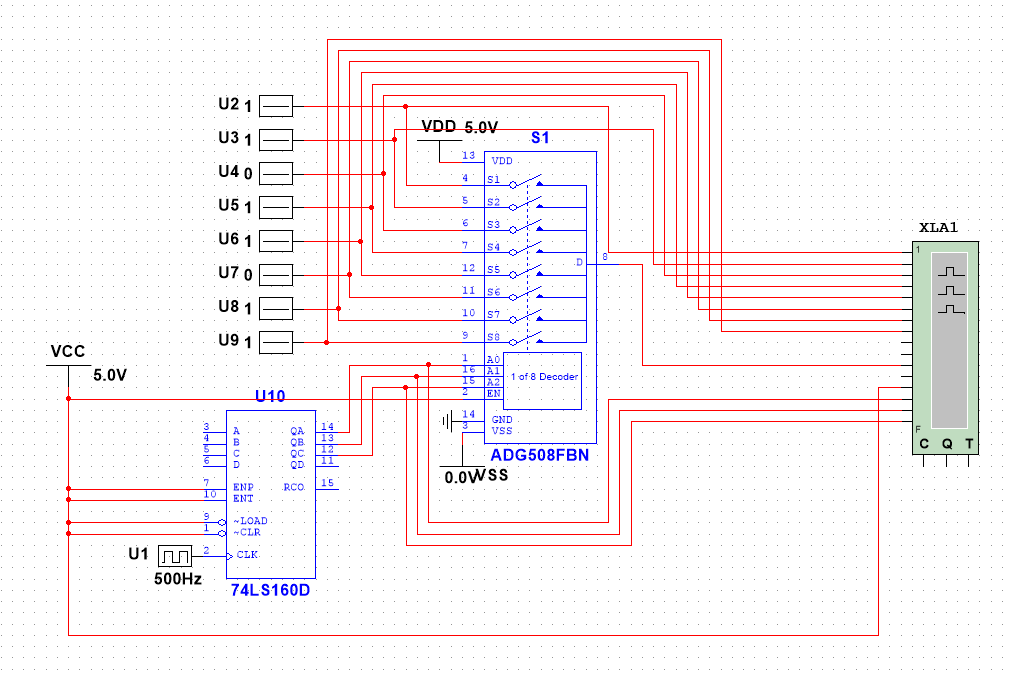 U2 1
U3 1
U4 0
U5 1
U6 1
U7 0
U8 1
U9 1
VDD 5.0V
S1
13 VDD
4 S1
5 S2
6 S3
7 S4
12 S5
11 S6
10 S7
9 S8
D 8
1 A0
16 A1
15 A2
2 EN
1 of 8 Decoder
14 GND
3 VSS
ADG508FBN
0.0V VSS
XLA1
1
F
C Q T
VCC
5.0V
U10
3 A QA 14
4 B QB 13
5 C QC 12
6 D QD 11
7 ENP RCO 15
10 ENT
9 ~LOAD
1 ~CLR
2 CLK
U1
500Hz
74LS160D